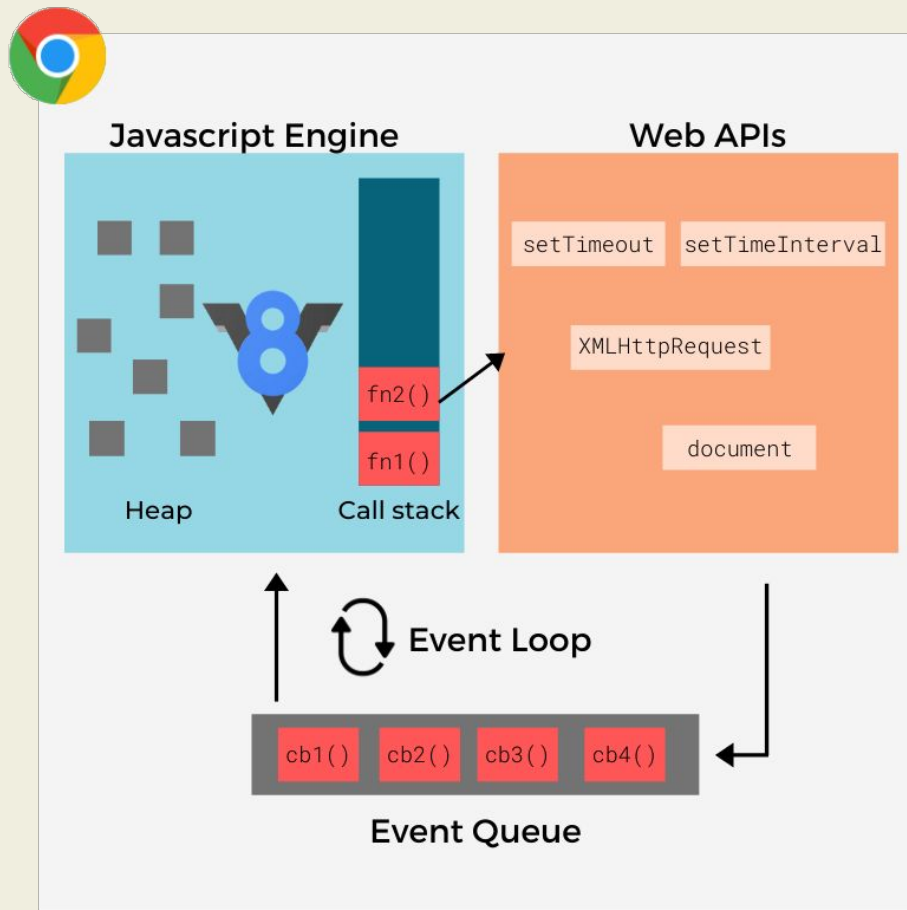 Javascript Engine
Web APIs
setTimeout
setTimeInterval
XMLHttpRequest
8
fn2()
document
fn1()
Heap
Call stack
Event Loop
cb1()
cb2()
cb3()
cb4()
Event Queue